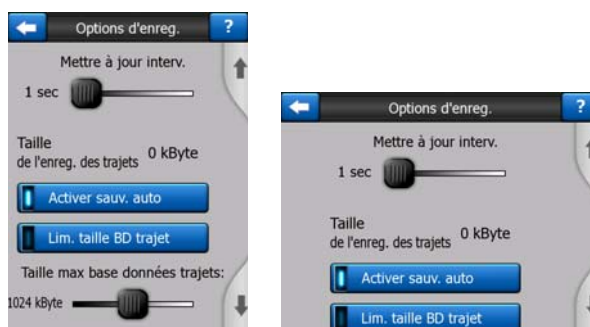 Options d'enreg.
?
Mettre à jour interv.
1 sec
Taille
de l'enreg. des trajets
0 kByte
Activer sauv. auto
Lim. taille BD trajet
Taille max base données trajets:
1024 kByte
Options d'enreg.
?
Mettre à jour interv.
1 sec
Taille
de l'enreg. des trajets
0 kByte
Activer sauv. auto
Lim. taille BD trajet